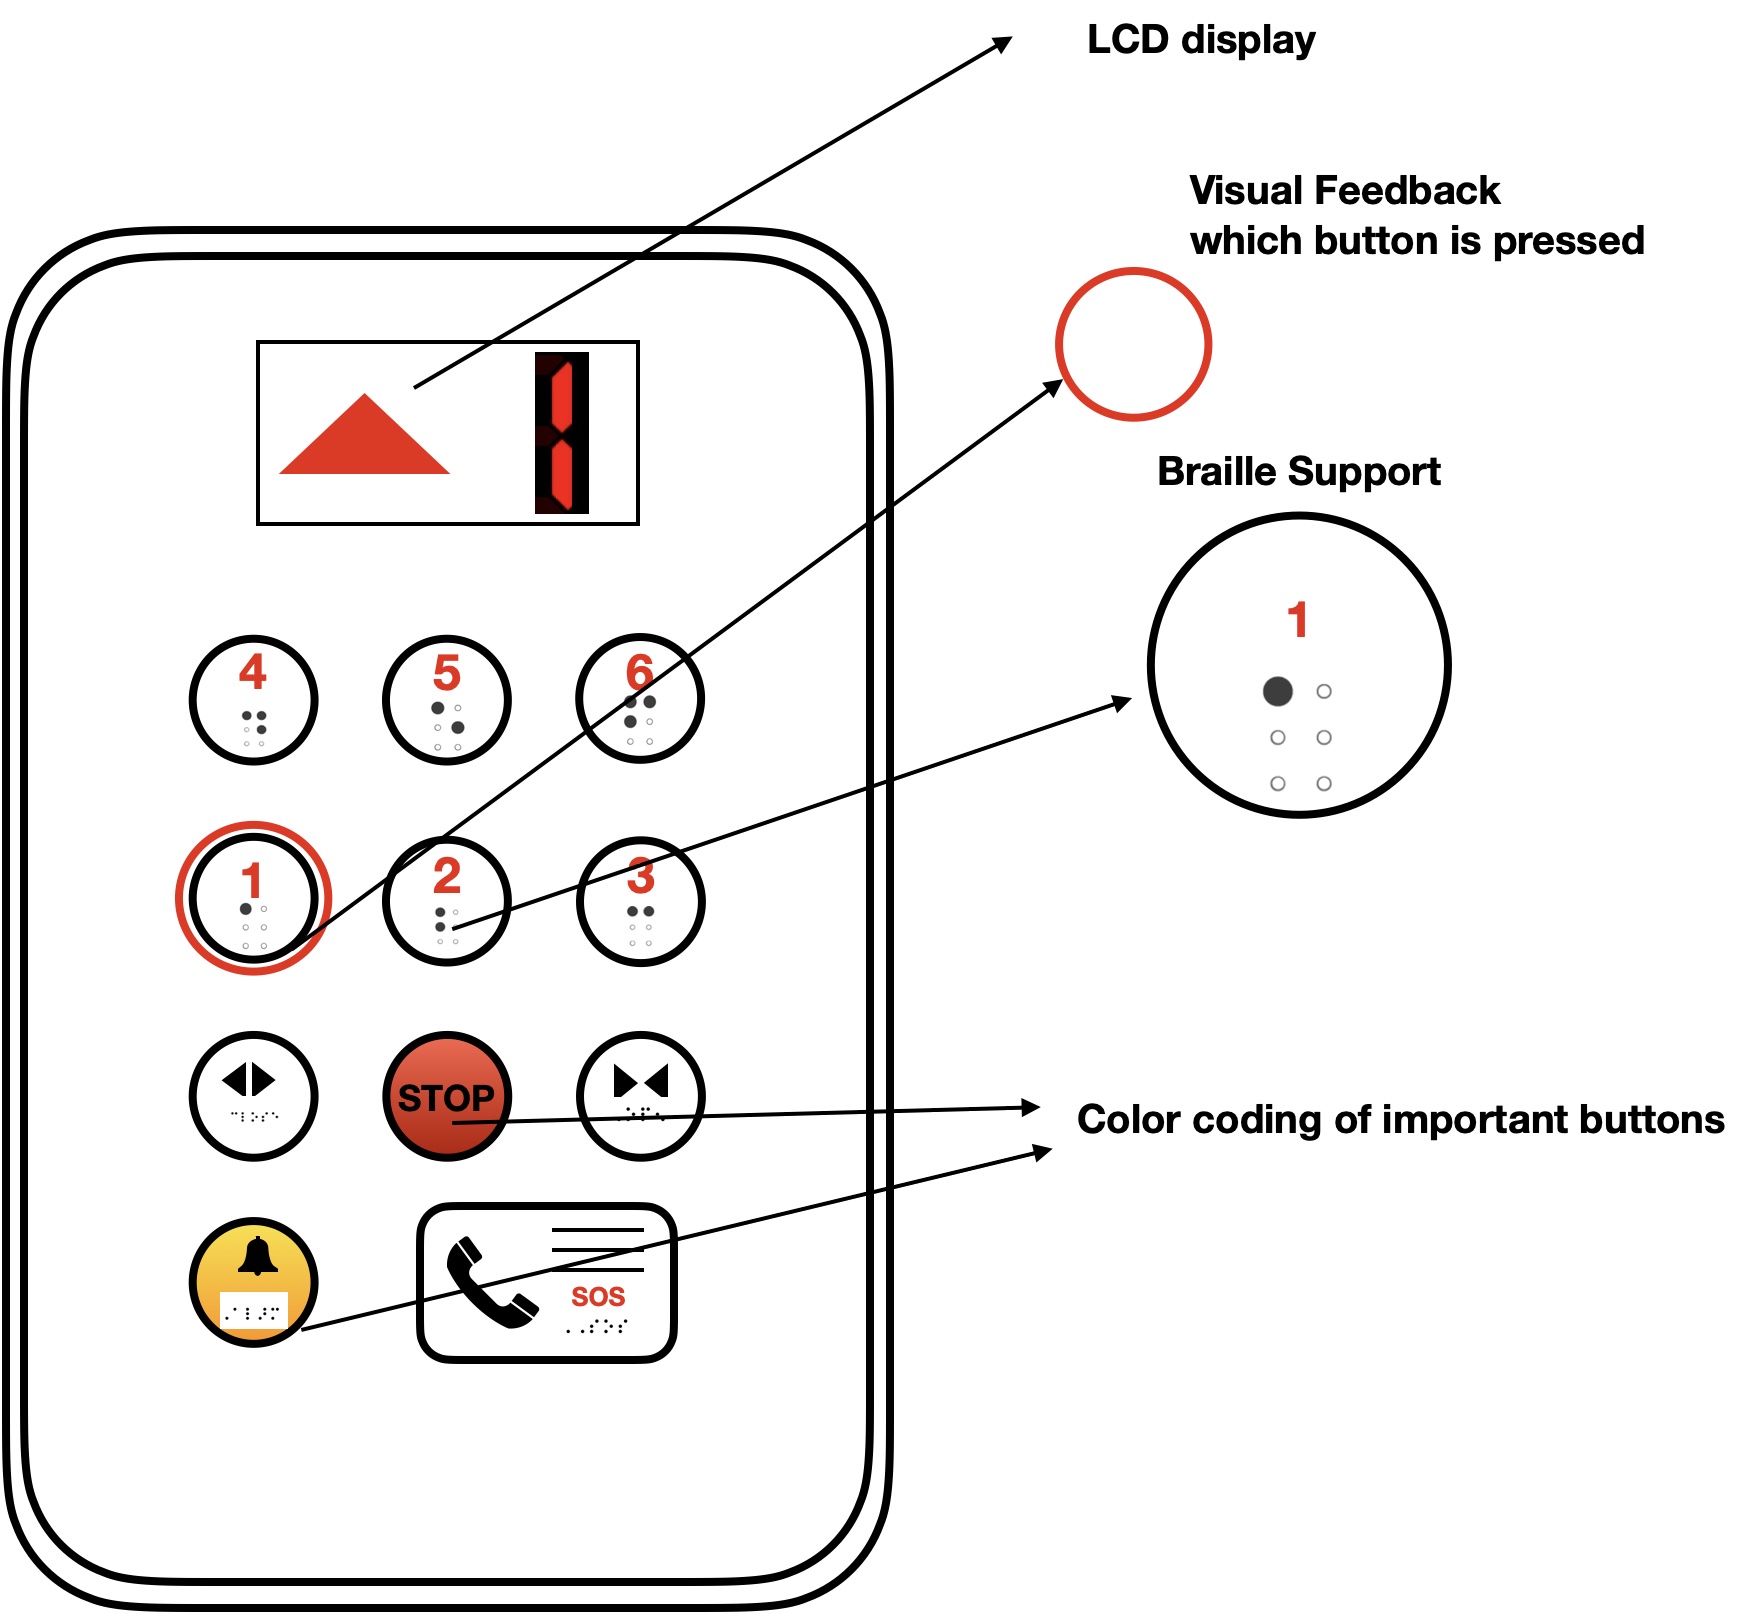 LCD display
Visual Feedback
which button is pressed
1
Braille Support
1
4 5 6
1 2 3
STOP
Color coding of important buttons
SOS